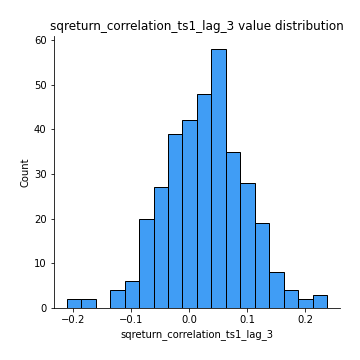 sqreturn_correlation_ts1_lag_3 value distribution
60
50
40
30
20
10
0
Count
−0.2 −0.1 0.0 0.1 0.2
sqreturn_correlation_ts1_lag_3